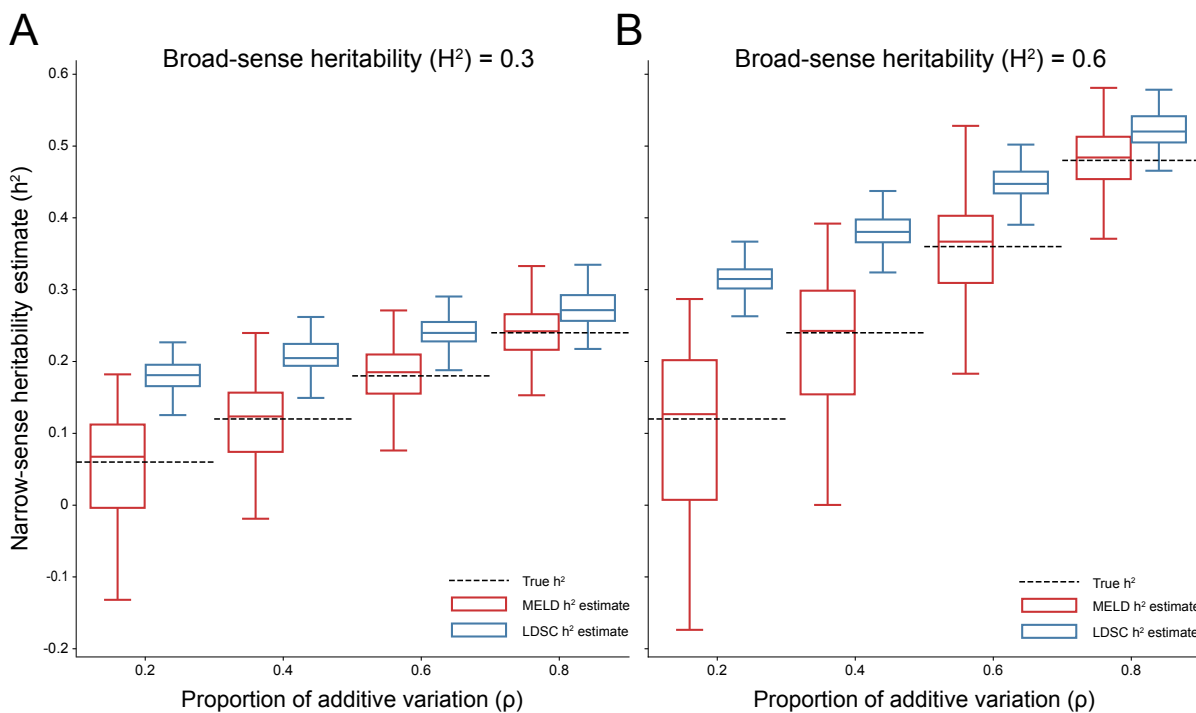 A
Broad-sense heritability (H²) = 0.3
B
Broad-sense heritability (H²) = 0.6
Narrow-sense heritability estimate (h²)
0.6
0.5
0.4
0.3
0.2
0.1
0
-0.1
-0.2
True h²
MELD h² estimate
LDSC h² estimate
True h²
MELD h² estimate
LDSC h² estimate
0.2
0.4
0.6
0.8
0.2
0.4
0.6
0.8
Proportion of additive variation (ρ)
Proportion of additive variation (ρ)